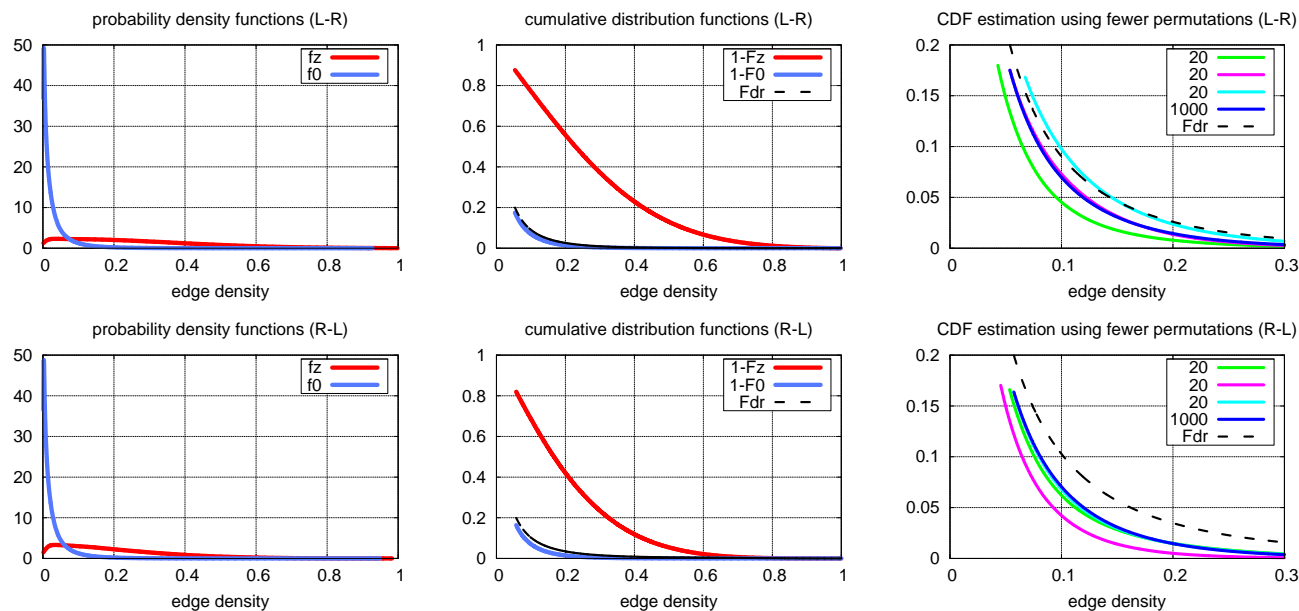 probability density functions (L-R)
50
40
30
20
10
0
0 0.2 0.4 0.6 0.8 1
edge density
fz
f0
cumulative distribution functions (L-R)
1
0.8
0.6
0.4
0.2
0
0 0.2 0.4 0.6 0.8 1
edge density
1-Fz
1-F0
Fdr
CDF estimation using fewer permutations (L-R)
0.2
0.15
0.1
0.05
0
0 0.1 0.2 0.3
edge density
20
20
20
1000
Fdr
probability density functions (R-L)
50
40
30
20
10
0
0 0.2 0.4 0.6 0.8 1
edge density
fz
f0
cumulative distribution functions (R-L)
1
0.8
0.6
0.4
0.2
0
0 0.2 0.4 0.6 0.8 1
edge density
1-Fz
1-F0
Fdr
CDF estimation using fewer permutations (R-L)
0.2
0.15
0.1
0.05
0
0 0.1 0.2 0.3
edge density
20
20
20
1000
Fdr